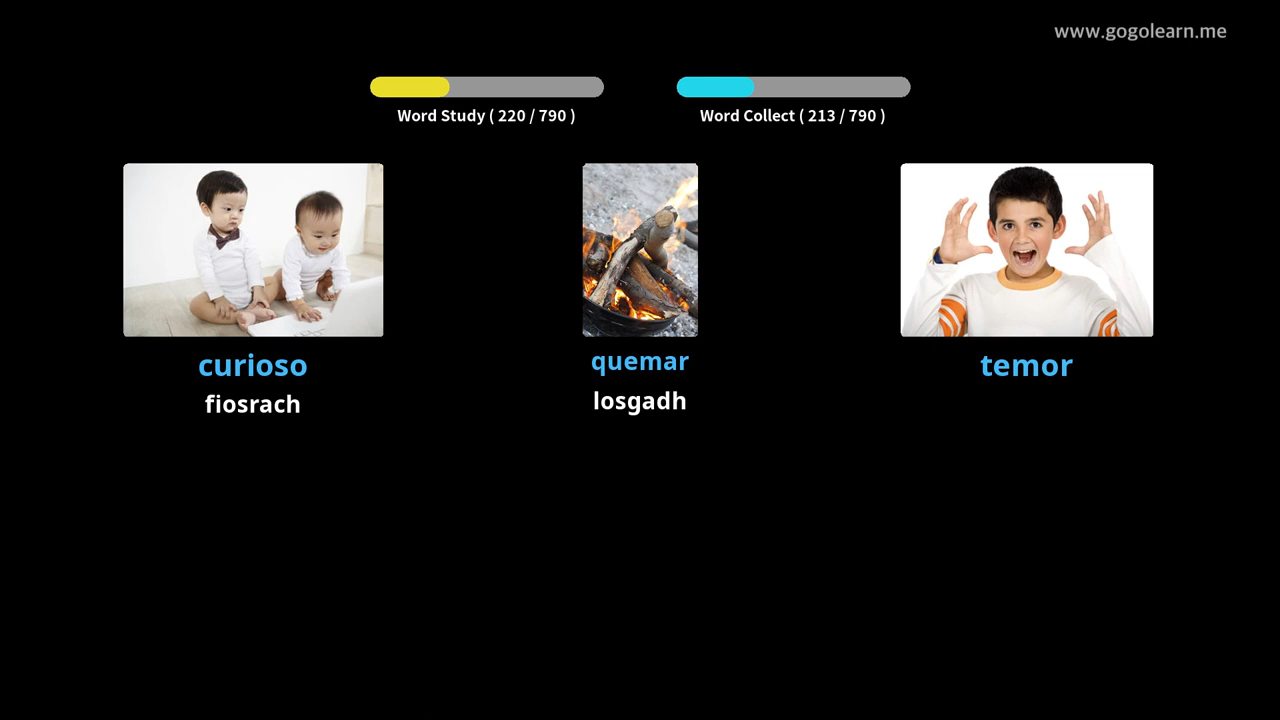 www.gogolearn.me
Word Study ( 220 / 790 )
Word Collect ( 213 / 790 )
curioso
fiosrach
quemar
losgadh
temor